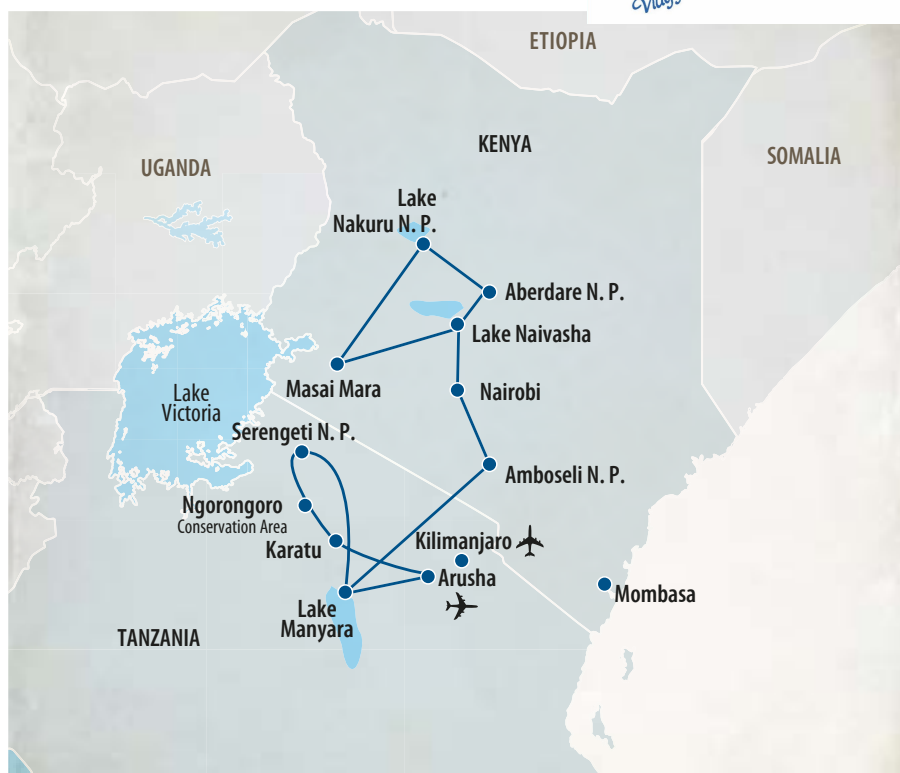 ETIOPIA
KENYA
SOMALIA
UGANDA
Lake
Nakuru N. P.
Aberdare N. P.
Lake Naivasha
Masai Mara
Nairobi
Lake
Victoria
Serengeti N. P.
Amboseli N. P.
Ngorongoro
Conservation Area
Karatu
Kilimanjaro
Arusha
Mombasa
Lake
Manyara
TANZANIA